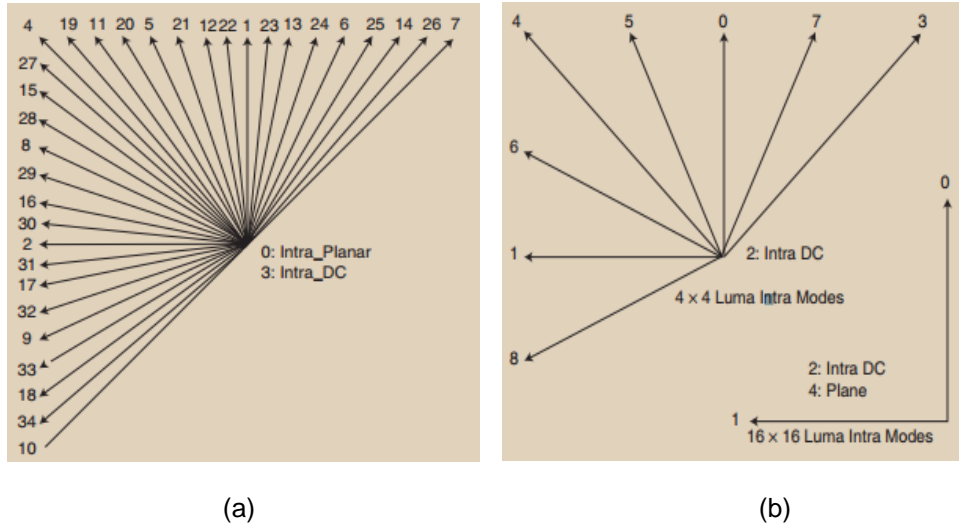 4 19 11 20 5 21 12 22 1 23 13 24 6 25 14 26 7
27
15
28
8
29
16
30
2
31
17
32
9
33
18
34
10
0: Intra_Planar
3: Intra_DC
(a)
4 5 0 7 3
6
1
8
2: Intra DC
4 × 4 Luma Intra Modes
0
2: Intra DC
4: Plane
1
16 × 16 Luma Intra Modes
(b)